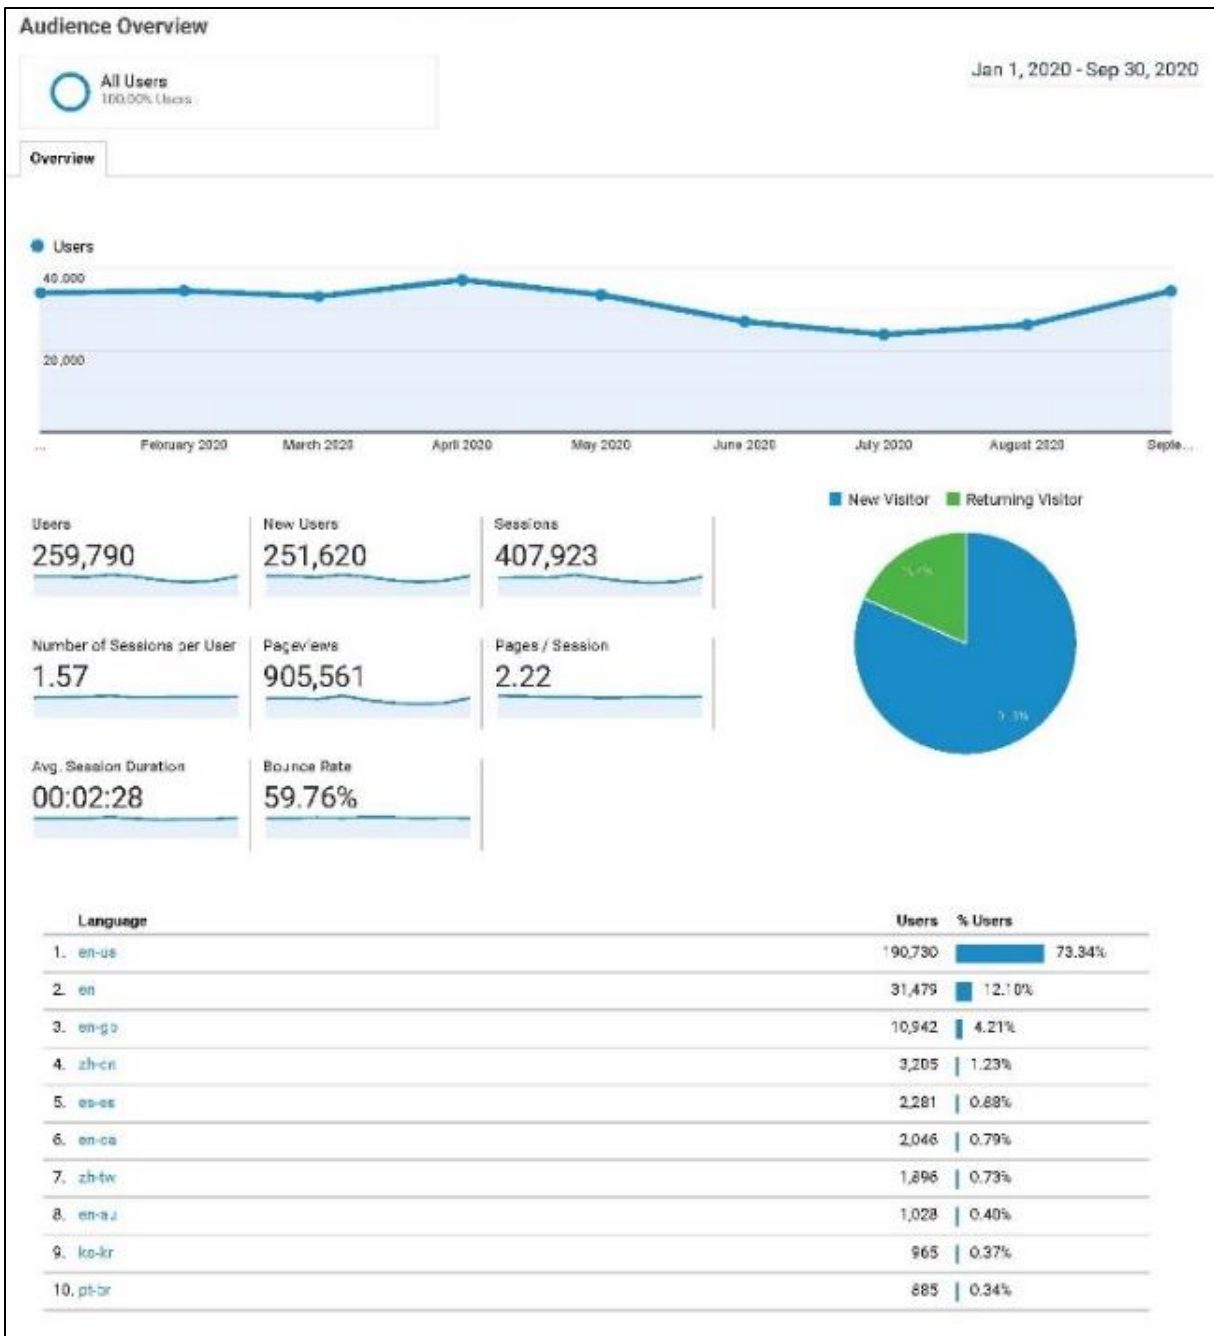 Audience Overview
All Users
100.00% Users
Jan 1, 2020 - Sep 30, 2020
Overview
Users
40,000
20,000
... February 2020 March 2020 April 2020 May 2020 June 2020 July 2020 August 2020 Septe...
New Visitor Returning Visitor
Users New Users Sessions
259,790 251,620 407,923
Number of Sessions per User Pageviews Pages / Session
1.57 905,561 2.22
Avg. Session Duration Bounce Rate
00:02:28 59.76%
Language Users % Users
1. en-us 190,730 73.34%
2. en 31,479 12.10%
3. en-gb 10,942 4.21%
4. zh-cn 3,205 1.23%
5. es-es 2,281 0.88%
6. en-ca 2,046 0.79%
7. zh-tw 1,896 0.73%
8. en-au 1,028 0.40%
9. ko-kr 965 0.37%
10. pt-br 885 0.34%